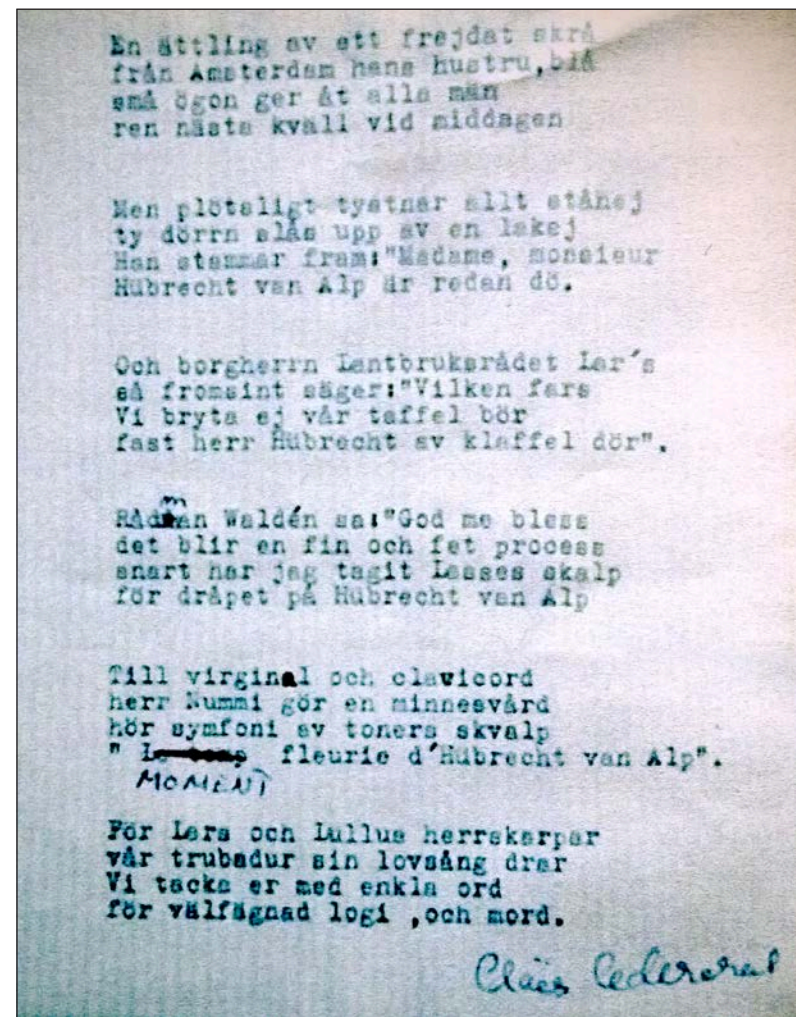 En ättling av ett frejdat skrå
från Amsterdam hans hustru,blå
små ögon ger åt alla män
ren nästa kväll vid middagen
Men plötsligt tystnar allt stånej
ty dörrn slås upp av en lakej
Han stammar fram:"Madame, monsieur
Hübrecht van Alp är redan dö.
Och borgherrn Lantbruksrådet Lar´s
så fromsint säger:"Vilken fars
Vi bryta ej vår taffel bör
fast herr Hübrecht av klaffel dör".
Rådman Waldén sa:"God me bless
det blir en fin och fet process
snart har jag tagit Lasses skalp
för dråpet på Hübrecht van Alp
Till virginal och clavicord
herr Nummi gör en minnesvård
hör symfoni av toners skvalp
" Le fleurie d´Hübrecht van Alp".
MOMENT
För Lars och Lullus herrskarpar
vår trubadur sin lovsång drar
Vi tacka er med enkla ord
för välfägnad logi ,och mord.
Claës